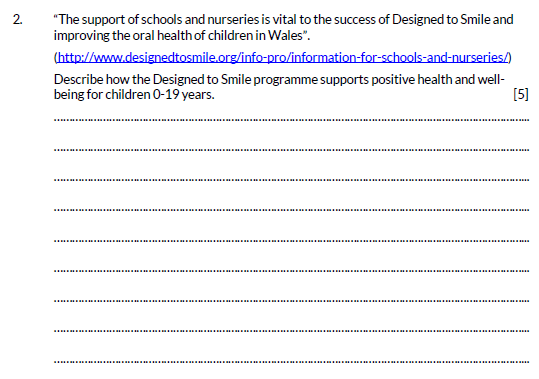 2. “The support of schools and nurseries is vital to the success of Designed to Smile and
improving the oral health of children in Wales”.
(http://www.designedtosmile.org/info-pro/information-for-schools-and-nurseries/)
Describe how the Designed to Smile programme supports positive health and well-
being for children 0-19 years. [5]